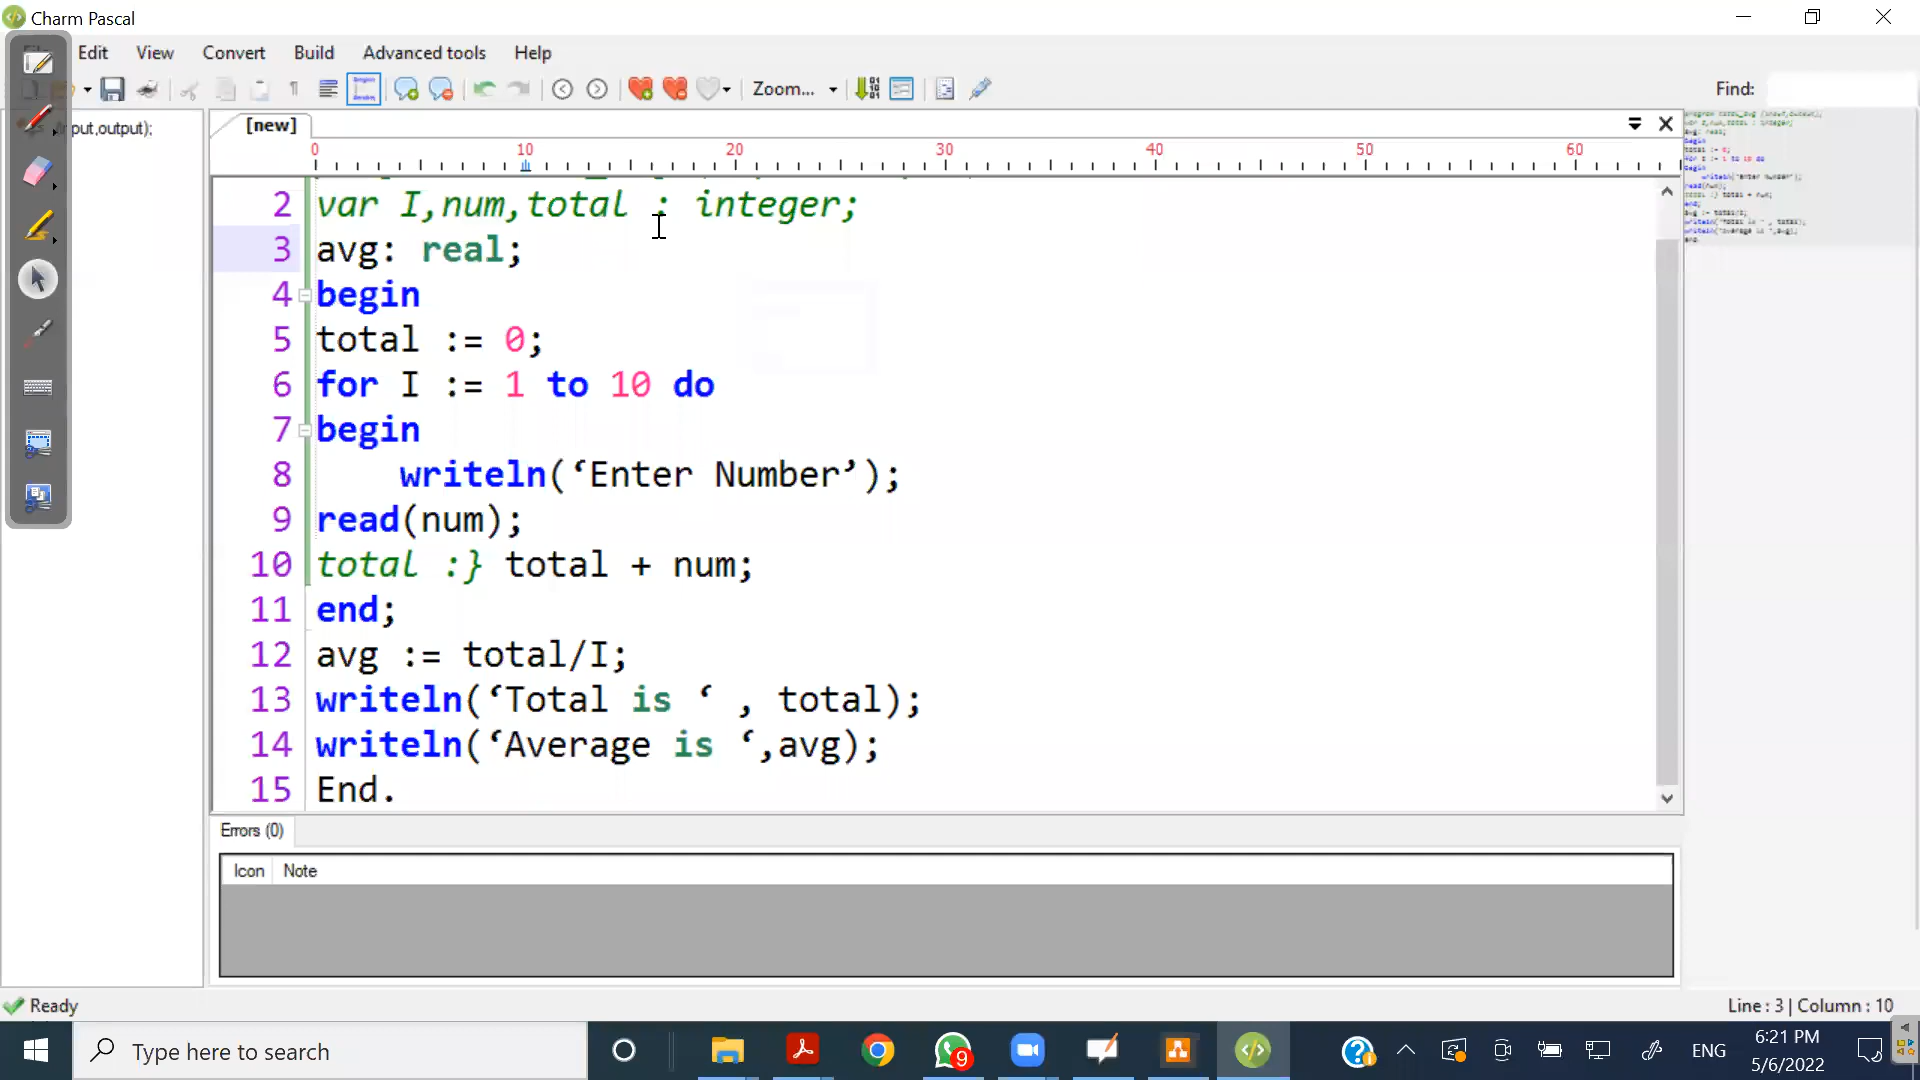 Charm Pascal
Edit View Convert Build Advanced tools Help
Zoom... Find:
put,output);
[new]
0 10 20 30 40 50 60
2 var I,num,total : integer;
3 avg: real;
4 begin
5 total := 0;
6 for I := 1 to 10 do
7 begin
8 writeln(‘Enter Number’);
9 read(num);
10 total :} total + num;
11 end;
12 avg := total/I;
13 writeln(‘Total is ‘ , total);
14 writeln(‘Average is ‘,avg);
15 End.
Errors (0)
Icon Note
Ready Line : 3 | Column : 10
Type here to search
9
ENG
6:21 PM
5/6/2022